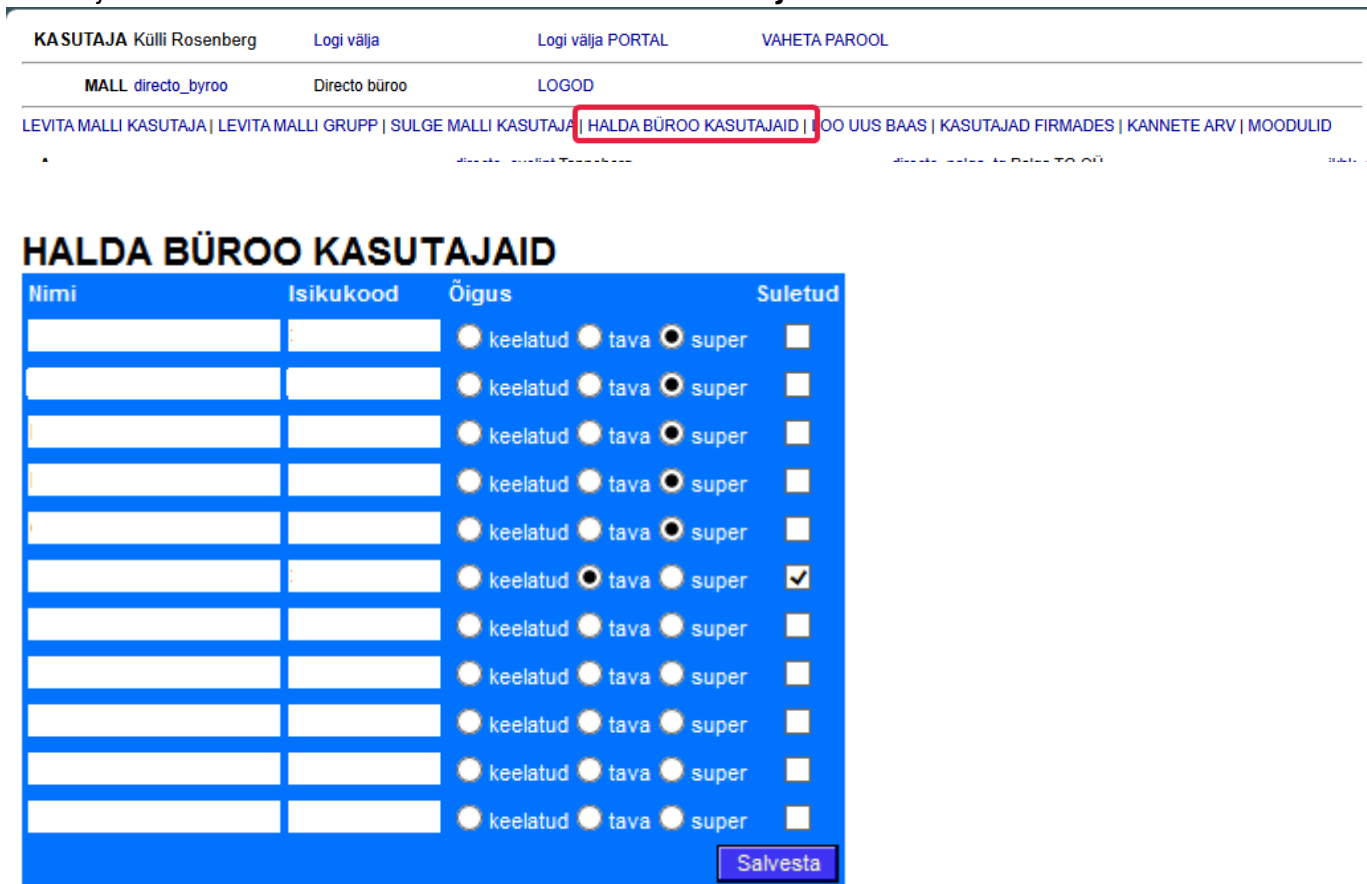 KASUTAJA Külli Rosenberg Logi välja Logi välja PORTAL VAHETA PAROOL
MALL directo_byroo Directo büroo LOGOD
LEVITA MALLI KASUTAJA | LEVITA MALLI GRUPP | SULGE MALLI KASUTAJA | HALDA BÜROO KASUTAJAID | LOO UUS BAAS | KASUTAJAD FIRMADES | KANNETE ARV | MOODULID
HALDA BÜROO KASUTAJAID
Nimi Isikukood Õigus Suletud
keelatud tava super
keelatud tava super
keelatud tava super
keelatud tava super
keelatud tava super
keelatud tava super
keelatud tava super
keelatud tava super
keelatud tava super
keelatud tava super
keelatud tava super
Salvesta